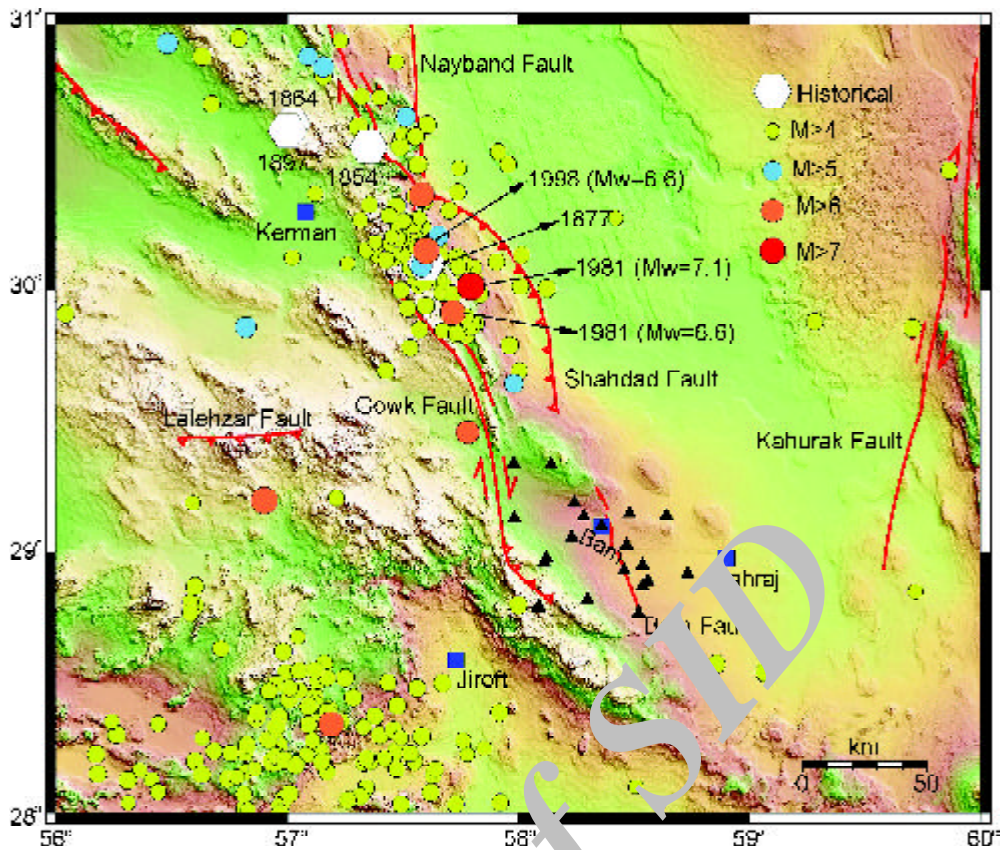 31°
Nayband Fault
1864
Historical
M>4
1897
1854
M>5
1998 (Mw=6.6)
M>6
Kerman
1877
M>7
30°
1981 (Mw=7.1)
1981 (Mw=6.6)
Shahdad Fault
Gowk Fault
Lalehzar Fault
Kahurak Fault
29°
Bam
Jiroft
km
0 50
28°
56° 57° 58° 59° 60°
f SID